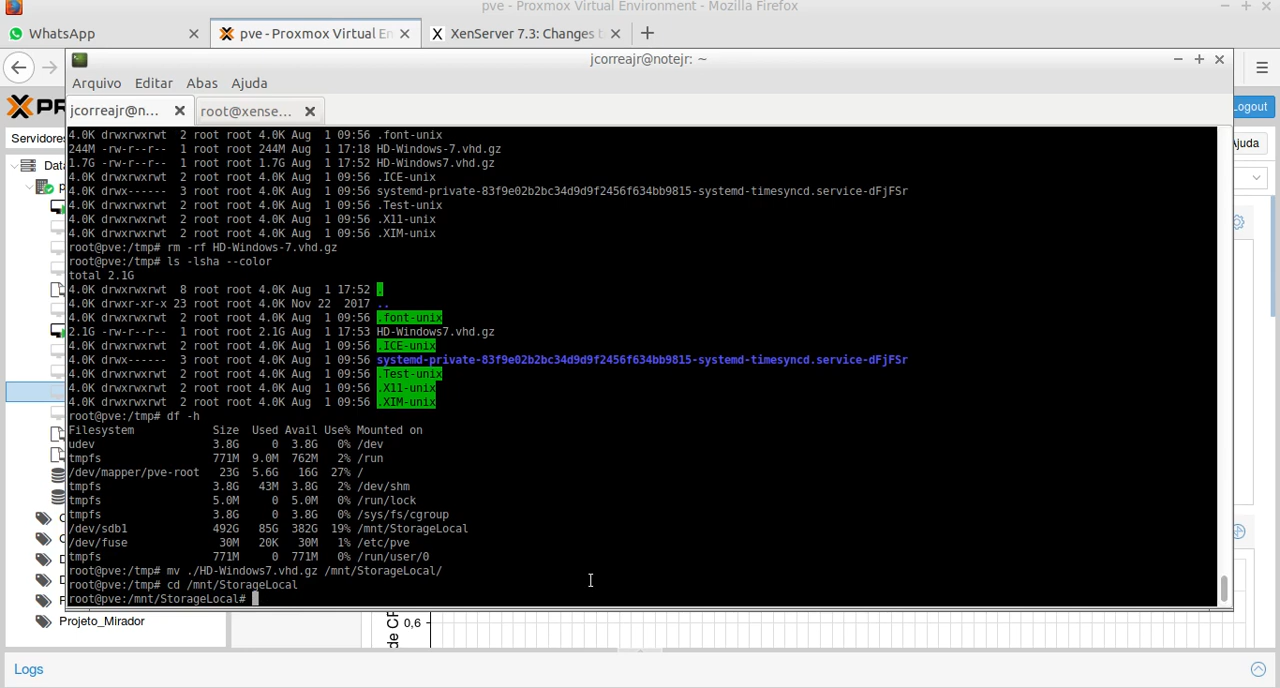 pve - Proxmox Virtual Environment - Mozilla Firefox
WhatsApp
pve - Proxmox Virtual En
XenServer 7.3: Changes t
jcorreajr@notejr: ~
Arquivo Editar Abas Ajuda
jcorreajr@n...
root@xense...
PR
Logout
Servidores
Ajuda
Data
p
4.0K drwxrwxrwt 2 root root 4.0K Aug 1 09:56 .font-unix
244M -rw-r--r-- 1 root root 244M Aug 1 17:18 HD-Windows-7.vhd.gz
1.7G -rw-r--r-- 1 root root 1.7G Aug 1 17:52 HD-Windows7.vhd.gz
4.0K drwxrwxrwt 2 root root 4.0K Aug 1 09:56 .ICE-unix
4.0K drwx------ 3 root root 4.0K Aug 1 09:56 systemd-private-83f9e02b2bc34d9d9f2456f634bb9815-systemd-timesyncd.service-dFjFSr
4.0K drwxrwxrwt 2 root root 4.0K Aug 1 09:56 .Test-unix
4.0K drwxrwxrwt 2 root root 4.0K Aug 1 09:56 .X11-unix
4.0K drwxrwxrwt 2 root root 4.0K Aug 1 09:56 .XIM-unix
root@pve:/tmp# rm -rf HD-Windows-7.vhd.gz
root@pve:/tmp# ls -lsha --color
total 2.1G
4.0K drwxrwxrwt 8 root root 4.0K Aug 1 17:52 .
4.0K drwxr-xr-x 23 root root 4.0K Nov 22 2017 ..
4.0K drwxrwxrwt 2 root root 4.0K Aug 1 09:56 .font-unix
2.1G -rw-r--r-- 1 root root 2.1G Aug 1 17:53 HD-Windows7.vhd.gz
4.0K drwxrwxrwt 2 root root 4.0K Aug 1 09:56 .ICE-unix
4.0K drwx------ 3 root root 4.0K Aug 1 09:56 systemd-private-83f9e02b2bc34d9d9f2456f634bb9815-systemd-timesyncd.service-dFjFSr
4.0K drwxrwxrwt 2 root root 4.0K Aug 1 09:56 .Test-unix
4.0K drwxrwxrwt 2 root root 4.0K Aug 1 09:56 .X11-unix
4.0K drwxrwxrwt 2 root root 4.0K Aug 1 09:56 .XIM-unix
root@pve:/tmp# df -h
Filesystem Size Used Avail Use% Mounted on
udev 3.8G 0 3.8G 0% /dev
tmpfs 771M 9.0M 762M 2% /run
/dev/mapper/pve-root 23G 5.6G 16G 27% /
tmpfs 3.8G 43M 3.8G 2% /dev/shm
tmpfs 5.0M 0 5.0M 0% /run/lock
tmpfs 3.8G 0 3.8G 0% /sys/fs/cgroup
/dev/sdb1 492G 85G 382G 19% /mnt/StorageLocal
/dev/fuse 30M 20K 30M 1% /etc/pve
tmpfs 771M 0 771M 0% /run/user/0
root@pve:/tmp# mv ./HD-Windows7.vhd.gz /mnt/StorageLocal/
root@pve:/tmp# cd /mnt/StorageLocal
root@pve:/mnt/StorageLocal#
Projeto_Mirador
de CP
0,6
Logs